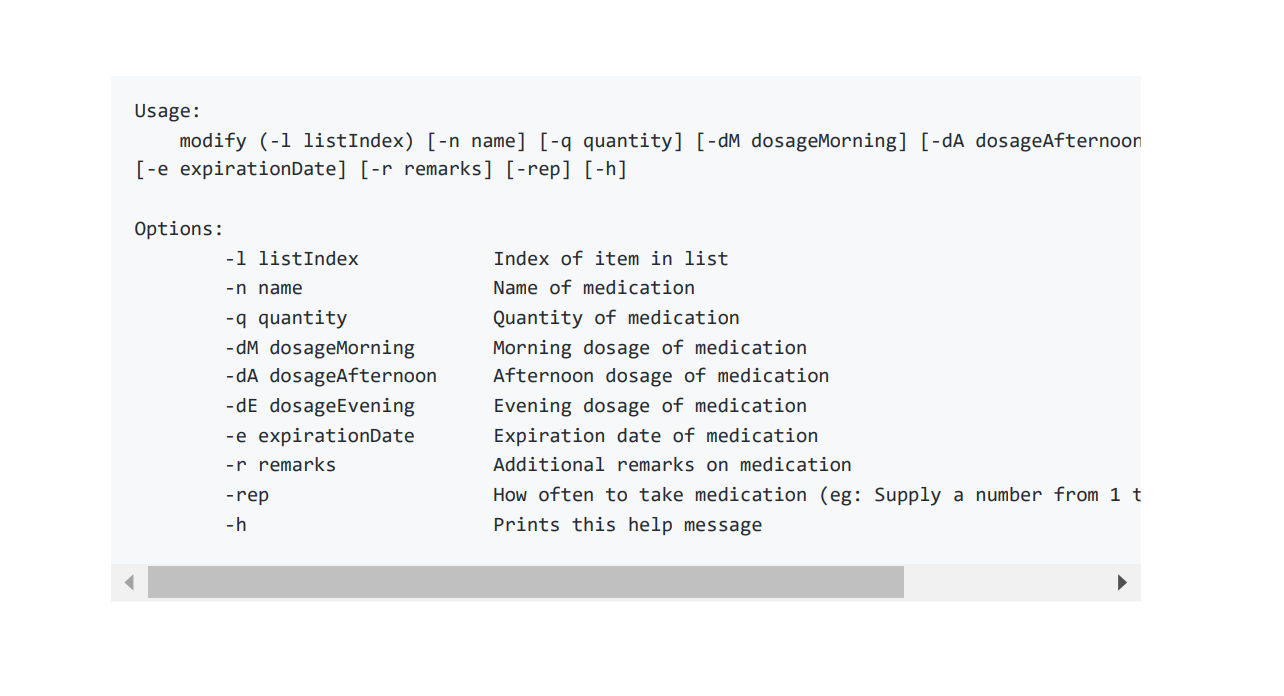 Usage:
    modify (-l listIndex) [-n name] [-q quantity] [-dM dosageMorning] [-dA dosageAfternoon
[-e expirationDate] [-r remarks] [-rep] [-h]

Options:
        -l listIndex            Index of item in list
        -n name                 Name of medication
        -q quantity             Quantity of medication
        -dM dosageMorning       Morning dosage of medication
        -dA dosageAfternoon     Afternoon dosage of medication
        -dE dosageEvening       Evening dosage of medication
        -e expirationDate       Expiration date of medication
        -r remarks              Additional remarks on medication
        -rep                    How often to take medication (eg: Supply a number from 1 t
        -h                      Prints this help message